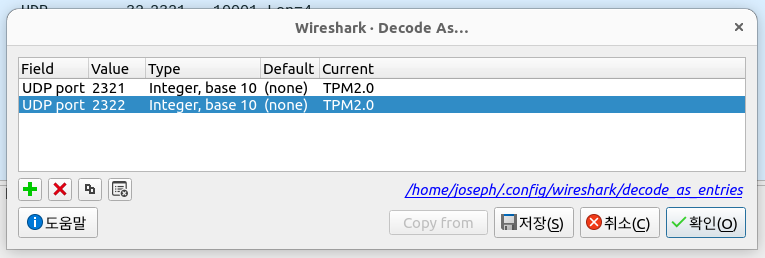 UDP 32 2321 → 10001 Len=4
Wireshark · Decode As…
Field Value Type Default Current
UDP port 2321 Integer, base 10 (none) TPM2.0
UDP port 2322 Integer, base 10 (none) TPM2.0
/home/joseph/.config/wireshark/decode_as_entries
도움말 Copy from 저장(S) 취소(C) 확인(O)